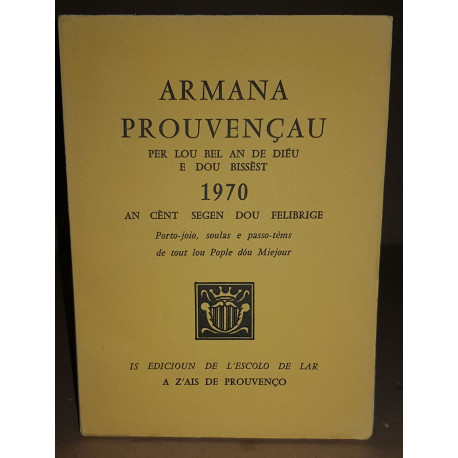 ARMANA
PROUVENÇAU
PER LOU BEL AN DE DIÉU
E DOU BISSÈST
1970
AN CÈNT SEGEN DOU FELIBRIGE
Porto-joio, soulas e passo-tèms
de tout lou Pople dóu Miejour
IS EDICIOUN DE L'ESCOLO DE LAR
A Z'AIS DE PROUVENÇO